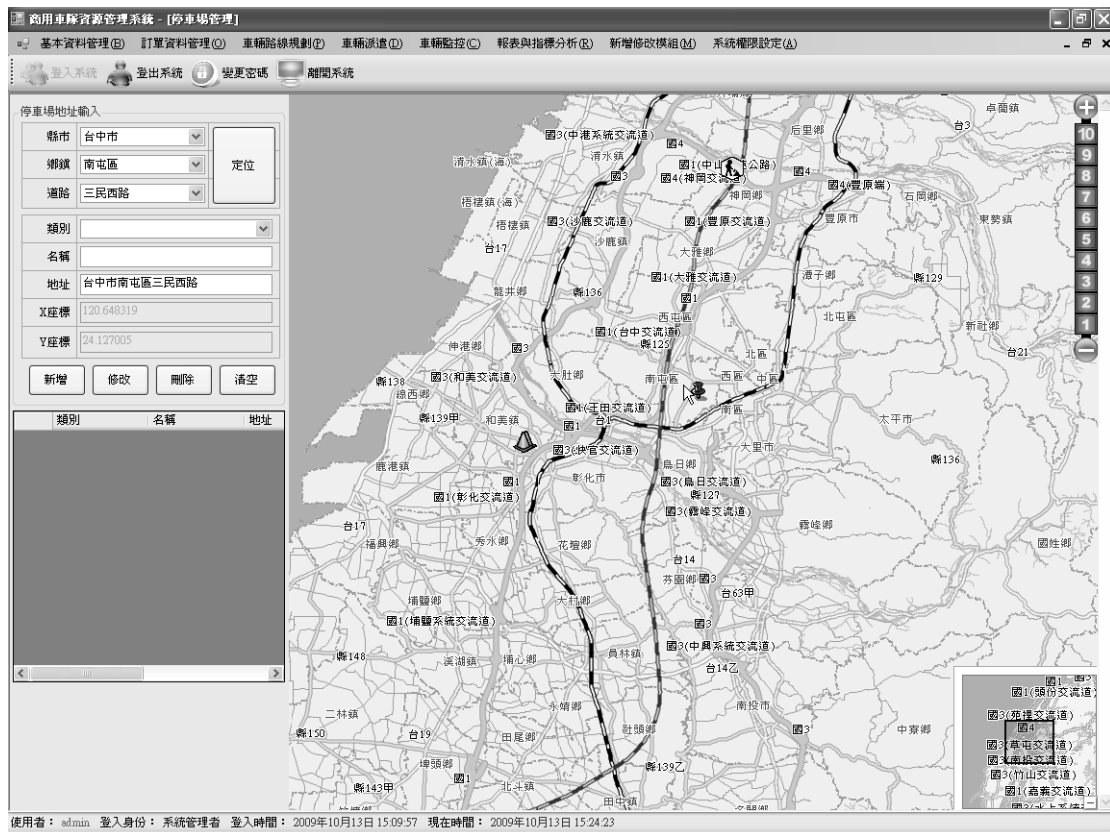 商用車隊資源管理系統 - [停車場管理]
基本資料管理(B) 訂單資料管理(O) 車輛路線規劃(P) 車輛派遣(D) 車輛監控(C) 報表與指標分析(R) 新增修改模組(M) 系統權限設定(A)
登入系統 登出系統 變更密碼 離開系統
停車場地址輸入
縣市 台中市
鄉鎮 南屯區
定位
道路 三民西路
類別
名稱
地址 台中市南屯區三民西路
X座標 120.648319
Y座標 24.127005
新增 修改 刪除 清空
類別 名稱 地址
卓蘭鎮
台3
國3(中港系統交流道)
后里鄉
國4
清水鎮(海)
清水鎮
國4
國3
國4(神岡交流道)
國4(豐原端)
神岡鄉
石岡鄉
梧棲鎮(海)
梧棲鎮
國3(沙鹿交流道)
國1(豐原交流道)
豐原市
東勢鎮
台17
沙鹿鎮
大雅鄉
國1(大雅交流道)
潭子鄉
縣129
龍井鄉
縣136
國1
西屯區
北屯區
新社鄉
國1(台中交流道)
縣125
伸港鄉
國3
北區
台21
縣138
國3(和美交流道)
大肚鄉
南屯區
西區
中區
線西鄉
縣139甲
和美鎮
國1(王田交流道)
南區
太平市
國1
台1
國3(快官交流道)
大里市
縣136
鹿港鎮
烏日鄉
彰化市
國1
國3(烏日交流道)
國1(彰化交流道)
縣127
國3(霧峰交流道)
台17
霧峰鄉
福興鄉
秀水鄉
花壇鄉
國姓鄉
台14
芬園鄉
國3
台63甲
埔鹽鄉
大村鄉
國1(埔鹽系統交流道)
國3
國3(中興系統交流道)
縣148
溪湖鎮
埔心鄉
員林鎮
台14乙
永靖鄉
南投市
二林鎮
縣150
台19
田尾鄉
社頭鄉
國3
中寮鄉
埤頭鄉
縣139乙
國1
縣143甲
北斗鎮
田中鎮
名間鄉
10
9
8
7
6
5
4
3
2
1
國1 國3
國1(頭份交流道)
國3(苑裡交流道)
國4
國3(草屯交流道)
國3(南投交流道)
國3(竹山交流道)
國1(嘉義交流道)
使用者： admin 登入身份： 系統管理者 登入時間： 2009年10月13日 15:09:57 現在時間： 2009年10月13日 15:24:23